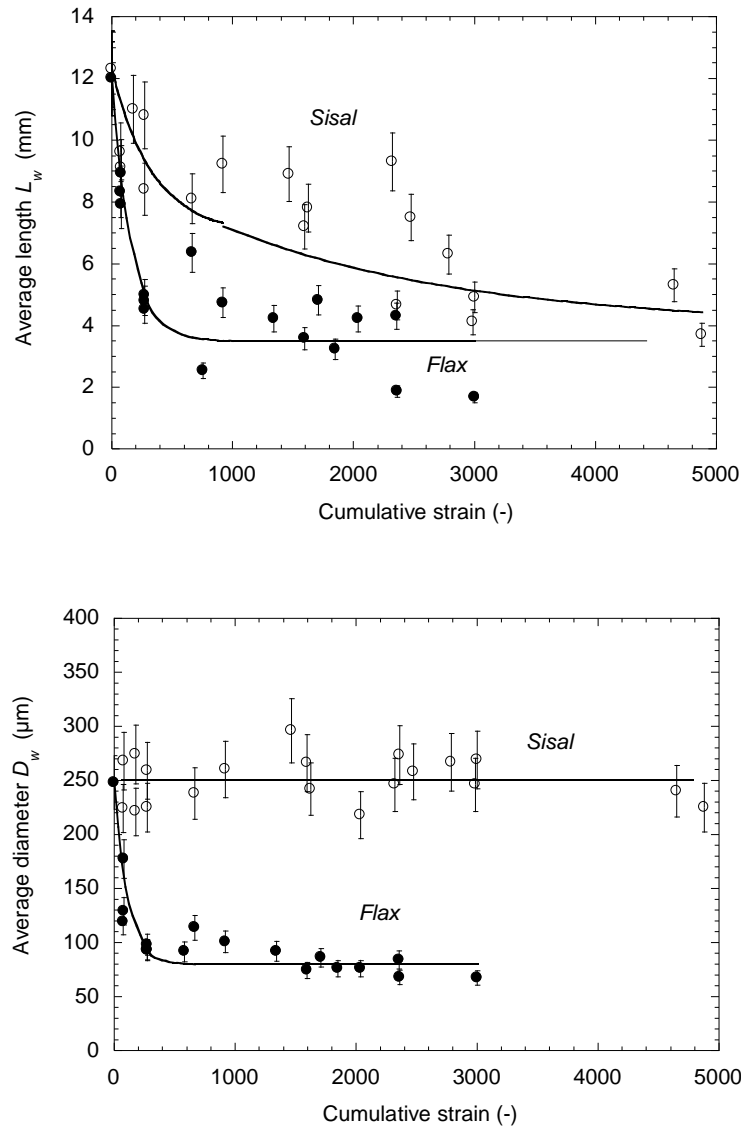 14
12
10
8
6
4
2
0
Average length L_w (mm)
Sisal
Flax
0 1000 2000 3000 4000 5000
Cumulative strain (-)
400
350
300
250
200
150
100
50
0
Average diameter D_w (µm)
Sisal
Flax
0 1000 2000 3000 4000 5000
Cumulative strain (-)